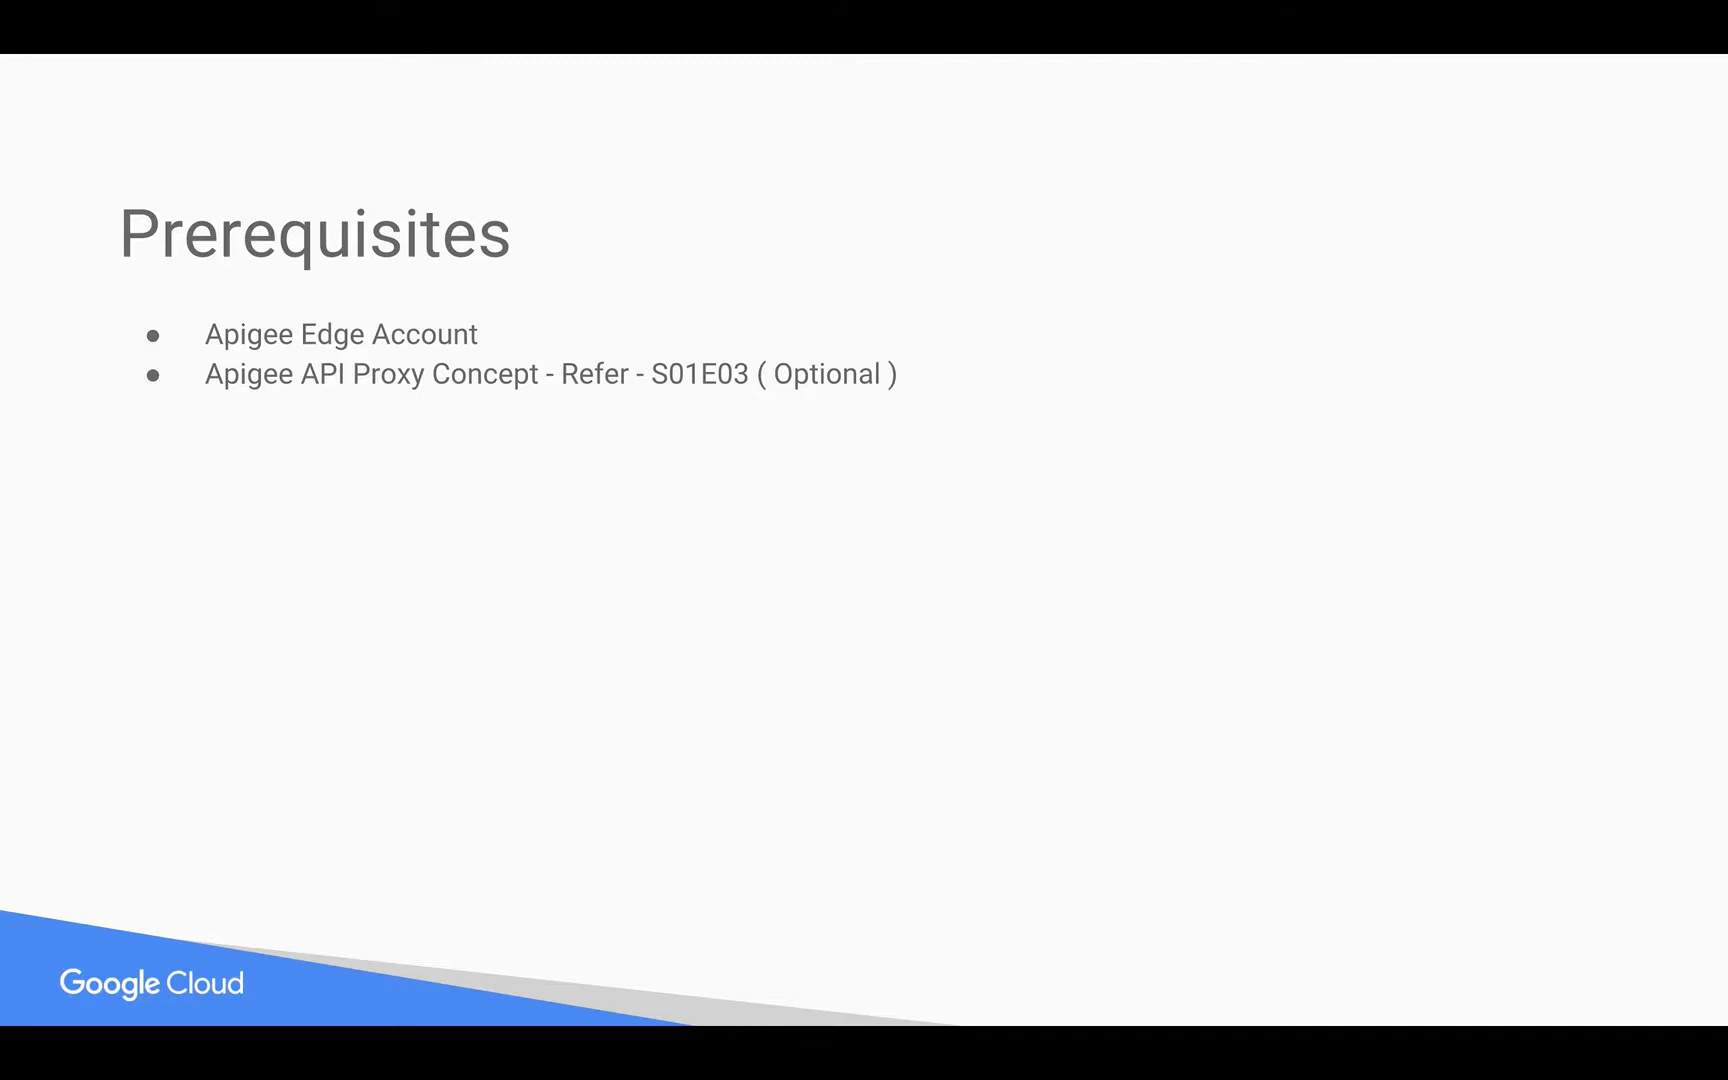 Prerequisites
● Apigee Edge Account
● Apigee API Proxy Concept - Refer - S01E03 ( Optional )
Google Cloud